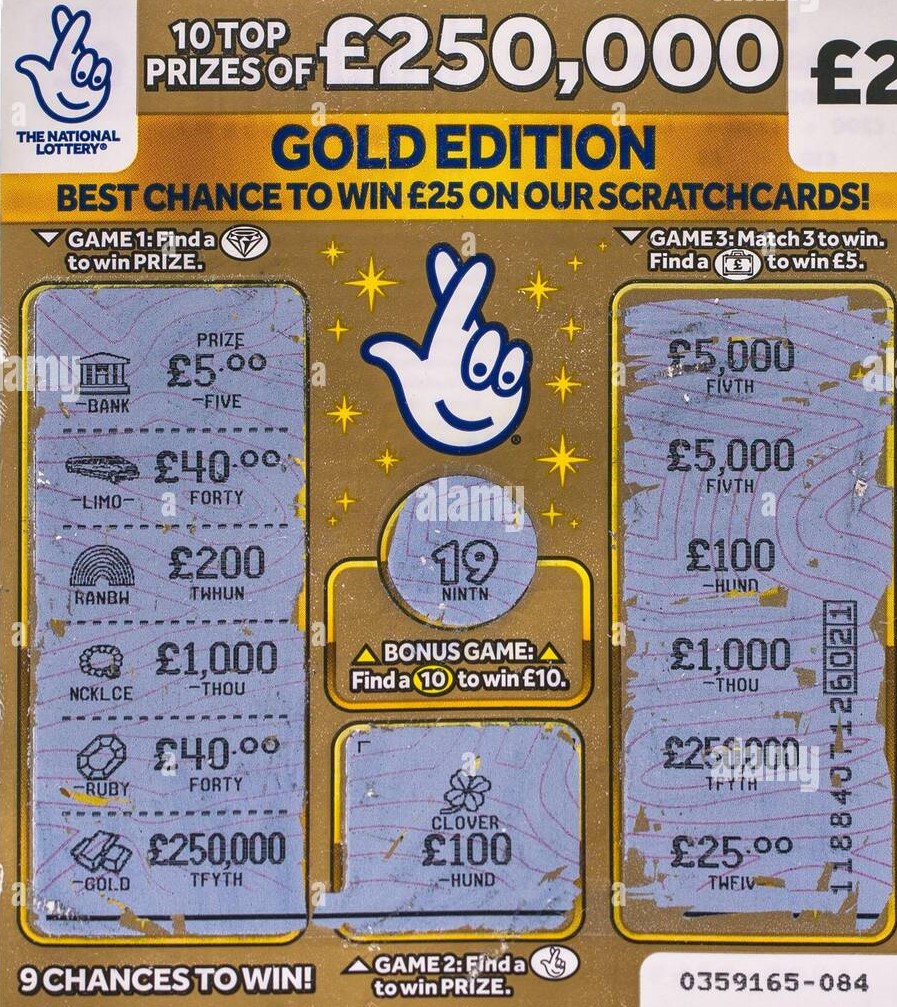 10 TOP
PRIZES OF £250,000
£2
THE NATIONAL
LOTTERY®
GOLD EDITION
BEST CHANCE TO WIN £25 ON OUR SCRATCHCARDS!
GAME 1: Find a
to win PRIZE.
PRIZE
£5.00
BANK
FIVE
£40.00
LIMO
FORTY
£200
RANBW
TWHUN
£1,000
NCKLCE
THOU
£40.00
RUBY
FORTY
£250,000
GOLD
TFYTH
9 CHANCES TO WIN!
®
19
NINTN
BONUS GAME:
Find a 10 to win £10.
CLOVER
£100
HUND
GAME 2: Find a
to win PRIZE.
GAME 3: Match 3 to win.
Find a £ to win £5.
£5,000
FIVTH
£5,000
FIVTH
£100
HUND
£1,000
THOU
£250,000
TFYTH
£25.00
TWFIV
0359165-084
alamy
alamy
alamy